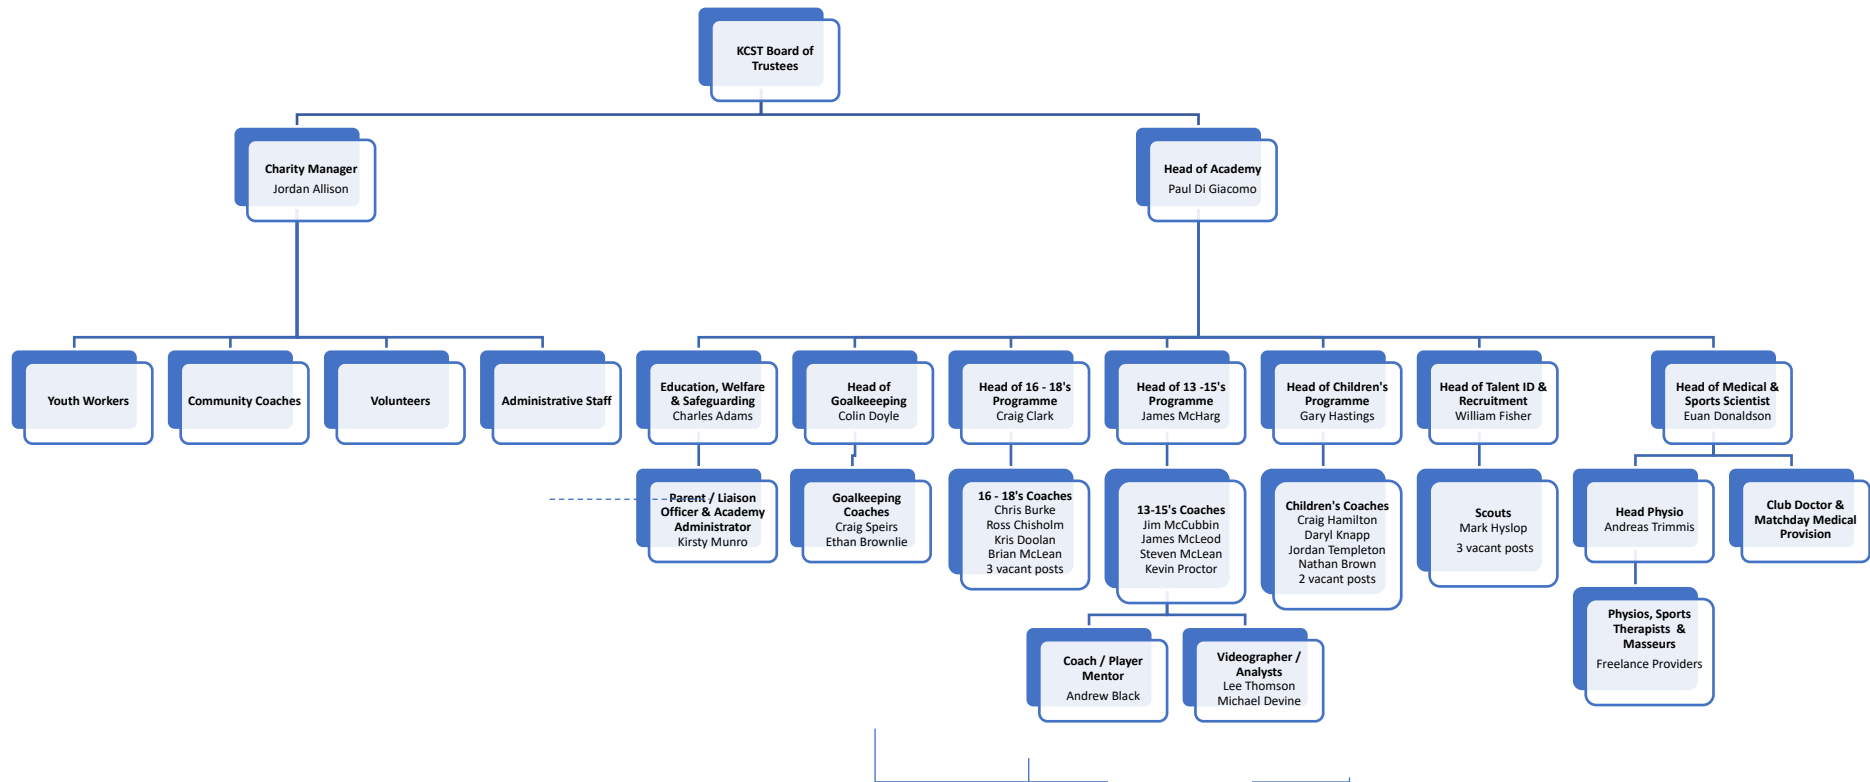 KCST Board of
Trustees
Charity Manager
Jordan Allison
Head of Academy
Paul Di Giacomo
Youth Workers
Community Coaches
Volunteers
Administrative Staff
Education, Welfare
& Safeguarding
Charles Adams
Head of
Goalkeeeping
Colin Doyle
Head of 16 - 18's
Programme
Craig Clark
Head of 13 -15's
Programme
James McHarg
Head of Children's
Programme
Gary Hastings
Head of Talent ID &
Recruitment
William Fisher
Head of Medical &
Sports Scientist
Euan Donaldson
Parent / Liaison
Officer & Academy
Administrator
Kirsty Munro
Goalkeeping
Coaches
Craig Speirs
Ethan Brownlie
16 - 18's Coaches
Chris Burke
Ross Chisholm
Kris Doolan
Brian McLean
3 vacant posts
13-15's Coaches
Jim McCubbin
James McLeod
Steven McLean
Kevin Proctor
Children's Coaches
Craig Hamilton
Daryl Knapp
Jordan Templeton
Nathan Brown
2 vacant posts
Scouts
Mark Hyslop
3 vacant posts
Head Physio
Andreas Trimmis
Club Doctor &
Matchday Medical
Provision
Coach / Player
Mentor
Andrew Black
Videographer /
Analysts
Lee Thomson
Michael Devine
Physios, Sports
Therapists &
Masseurs
Freelance Providers